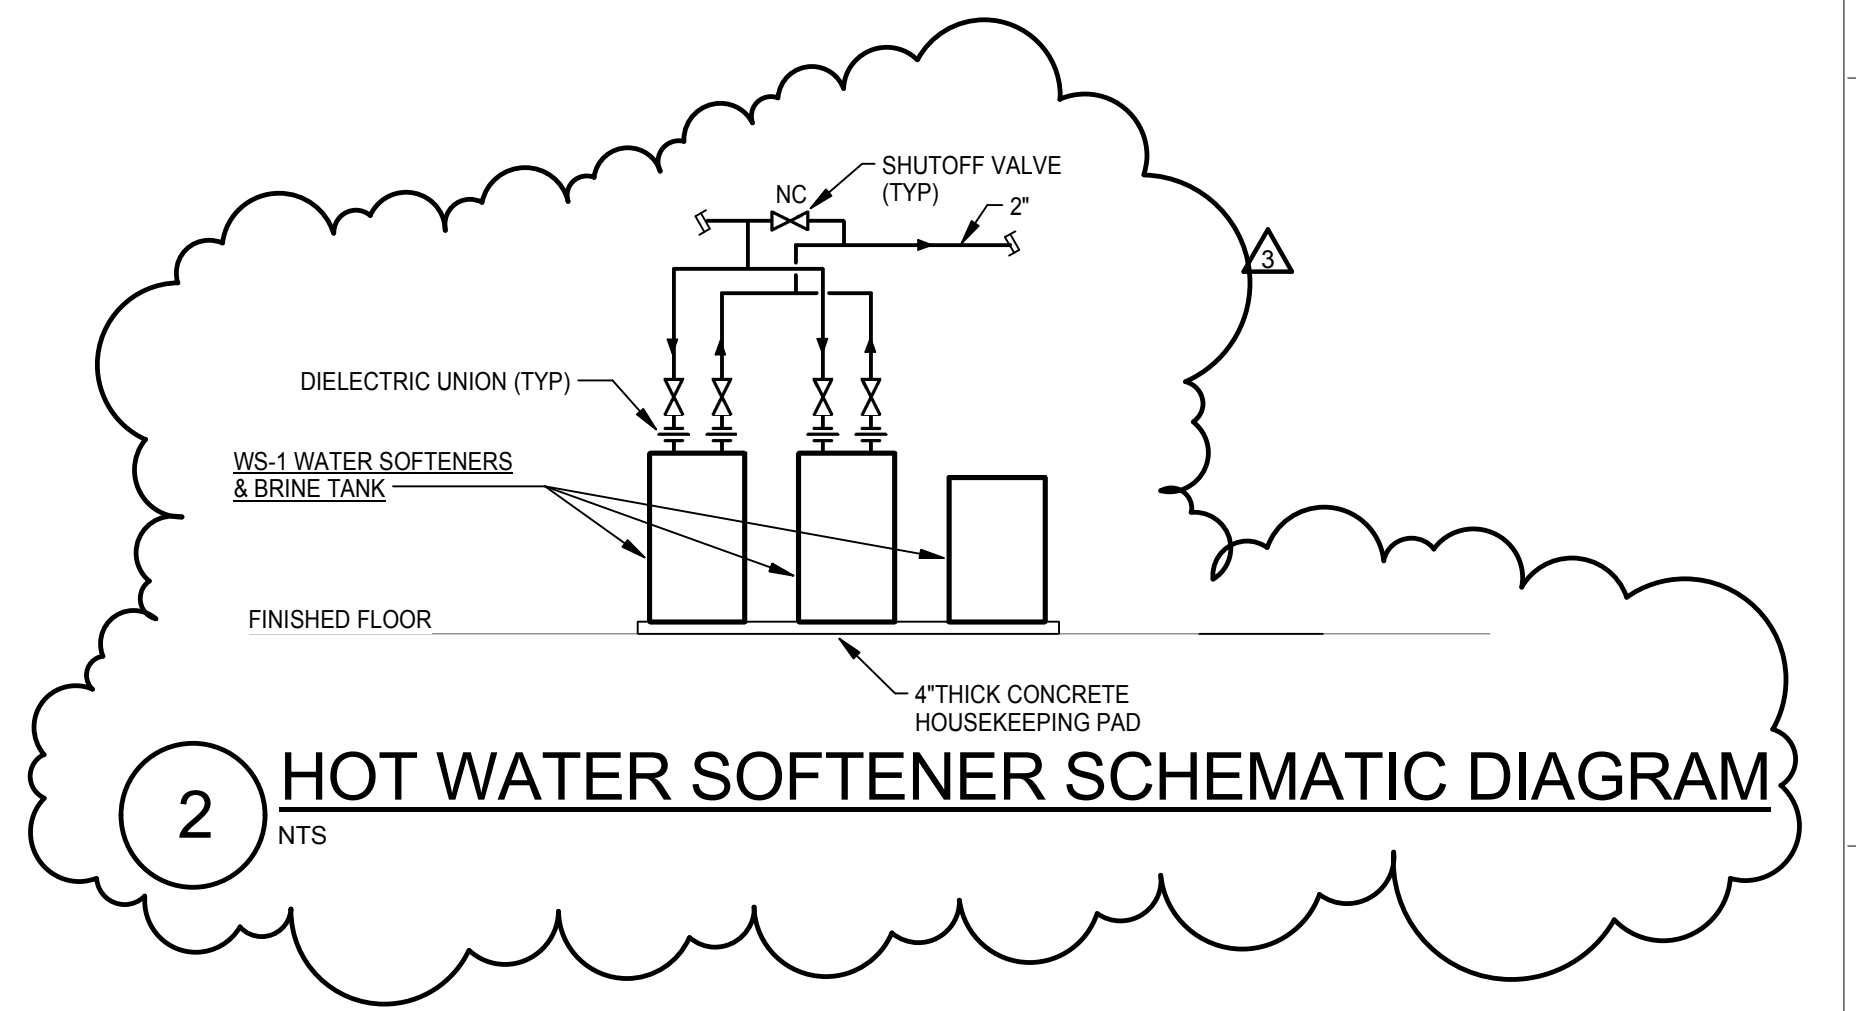 SHUTOFF VALVE
(TYP)
NC
2"
3
DIELECTRIC UNION (TYP)
WS-1 WATER SOFTENERS
& BRINE TANK
FINISHED FLOOR
4"THICK CONCRETE
HOUSEKEEPING PAD
2
HOT WATER SOFTENER SCHEMATIC DIAGRAM
NTS